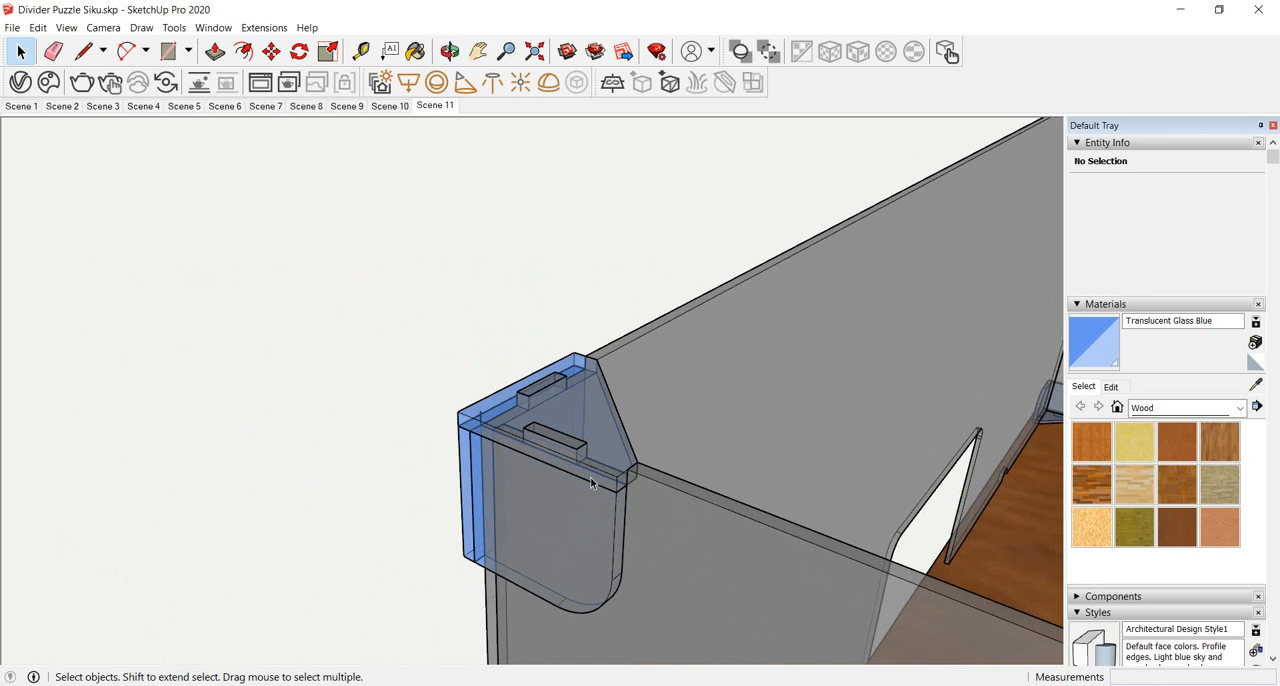 Divider Puzzle Siku.skp - SketchUp Pro 2020
File Edit View Camera Draw Tools Window Extensions Help
Scene 1 Scene 2 Scene 3 Scene 4 Scene 5 Scene 6 Scene 7 Scene 8 Scene 9 Scene 10 Scene 11
Default Tray
Entity Info
No Selection
Materials
Translucent Glass Blue
Select Edit
Wood
Components
Styles
Architectural Design Style1
Default face colors. Profile
edges. Light blue sky and
Select objects. Shift to extend select. Drag mouse to select multiple.
Measurements